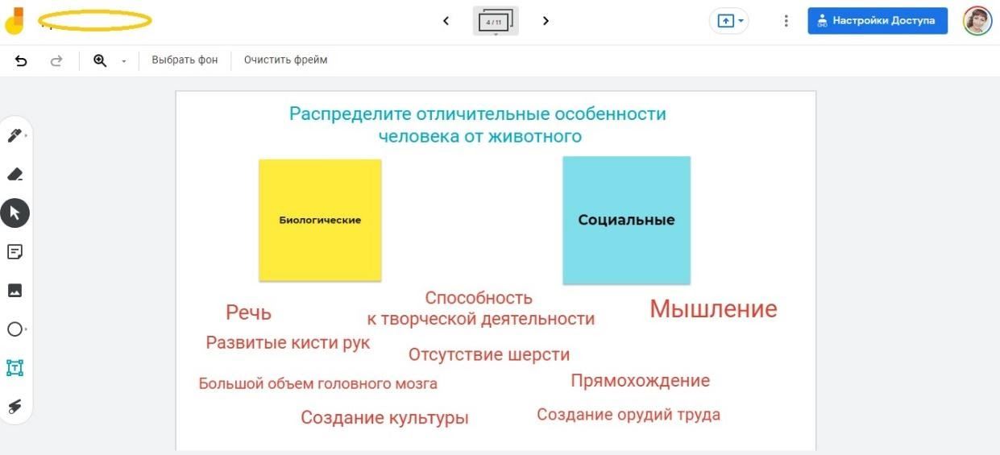 4 / 11
Настройки Доступа
Выбрать фон
Очистить фрейм
Распределите отличительные особенности
человека от животного
Биологические
Социальные
Речь
Способность
к творческой деятельности
Мышление
Развитые кисти рук
Отсутствие шерсти
Большой объем головного мозга
Прямохождение
Создание культуры
Создание орудий труда